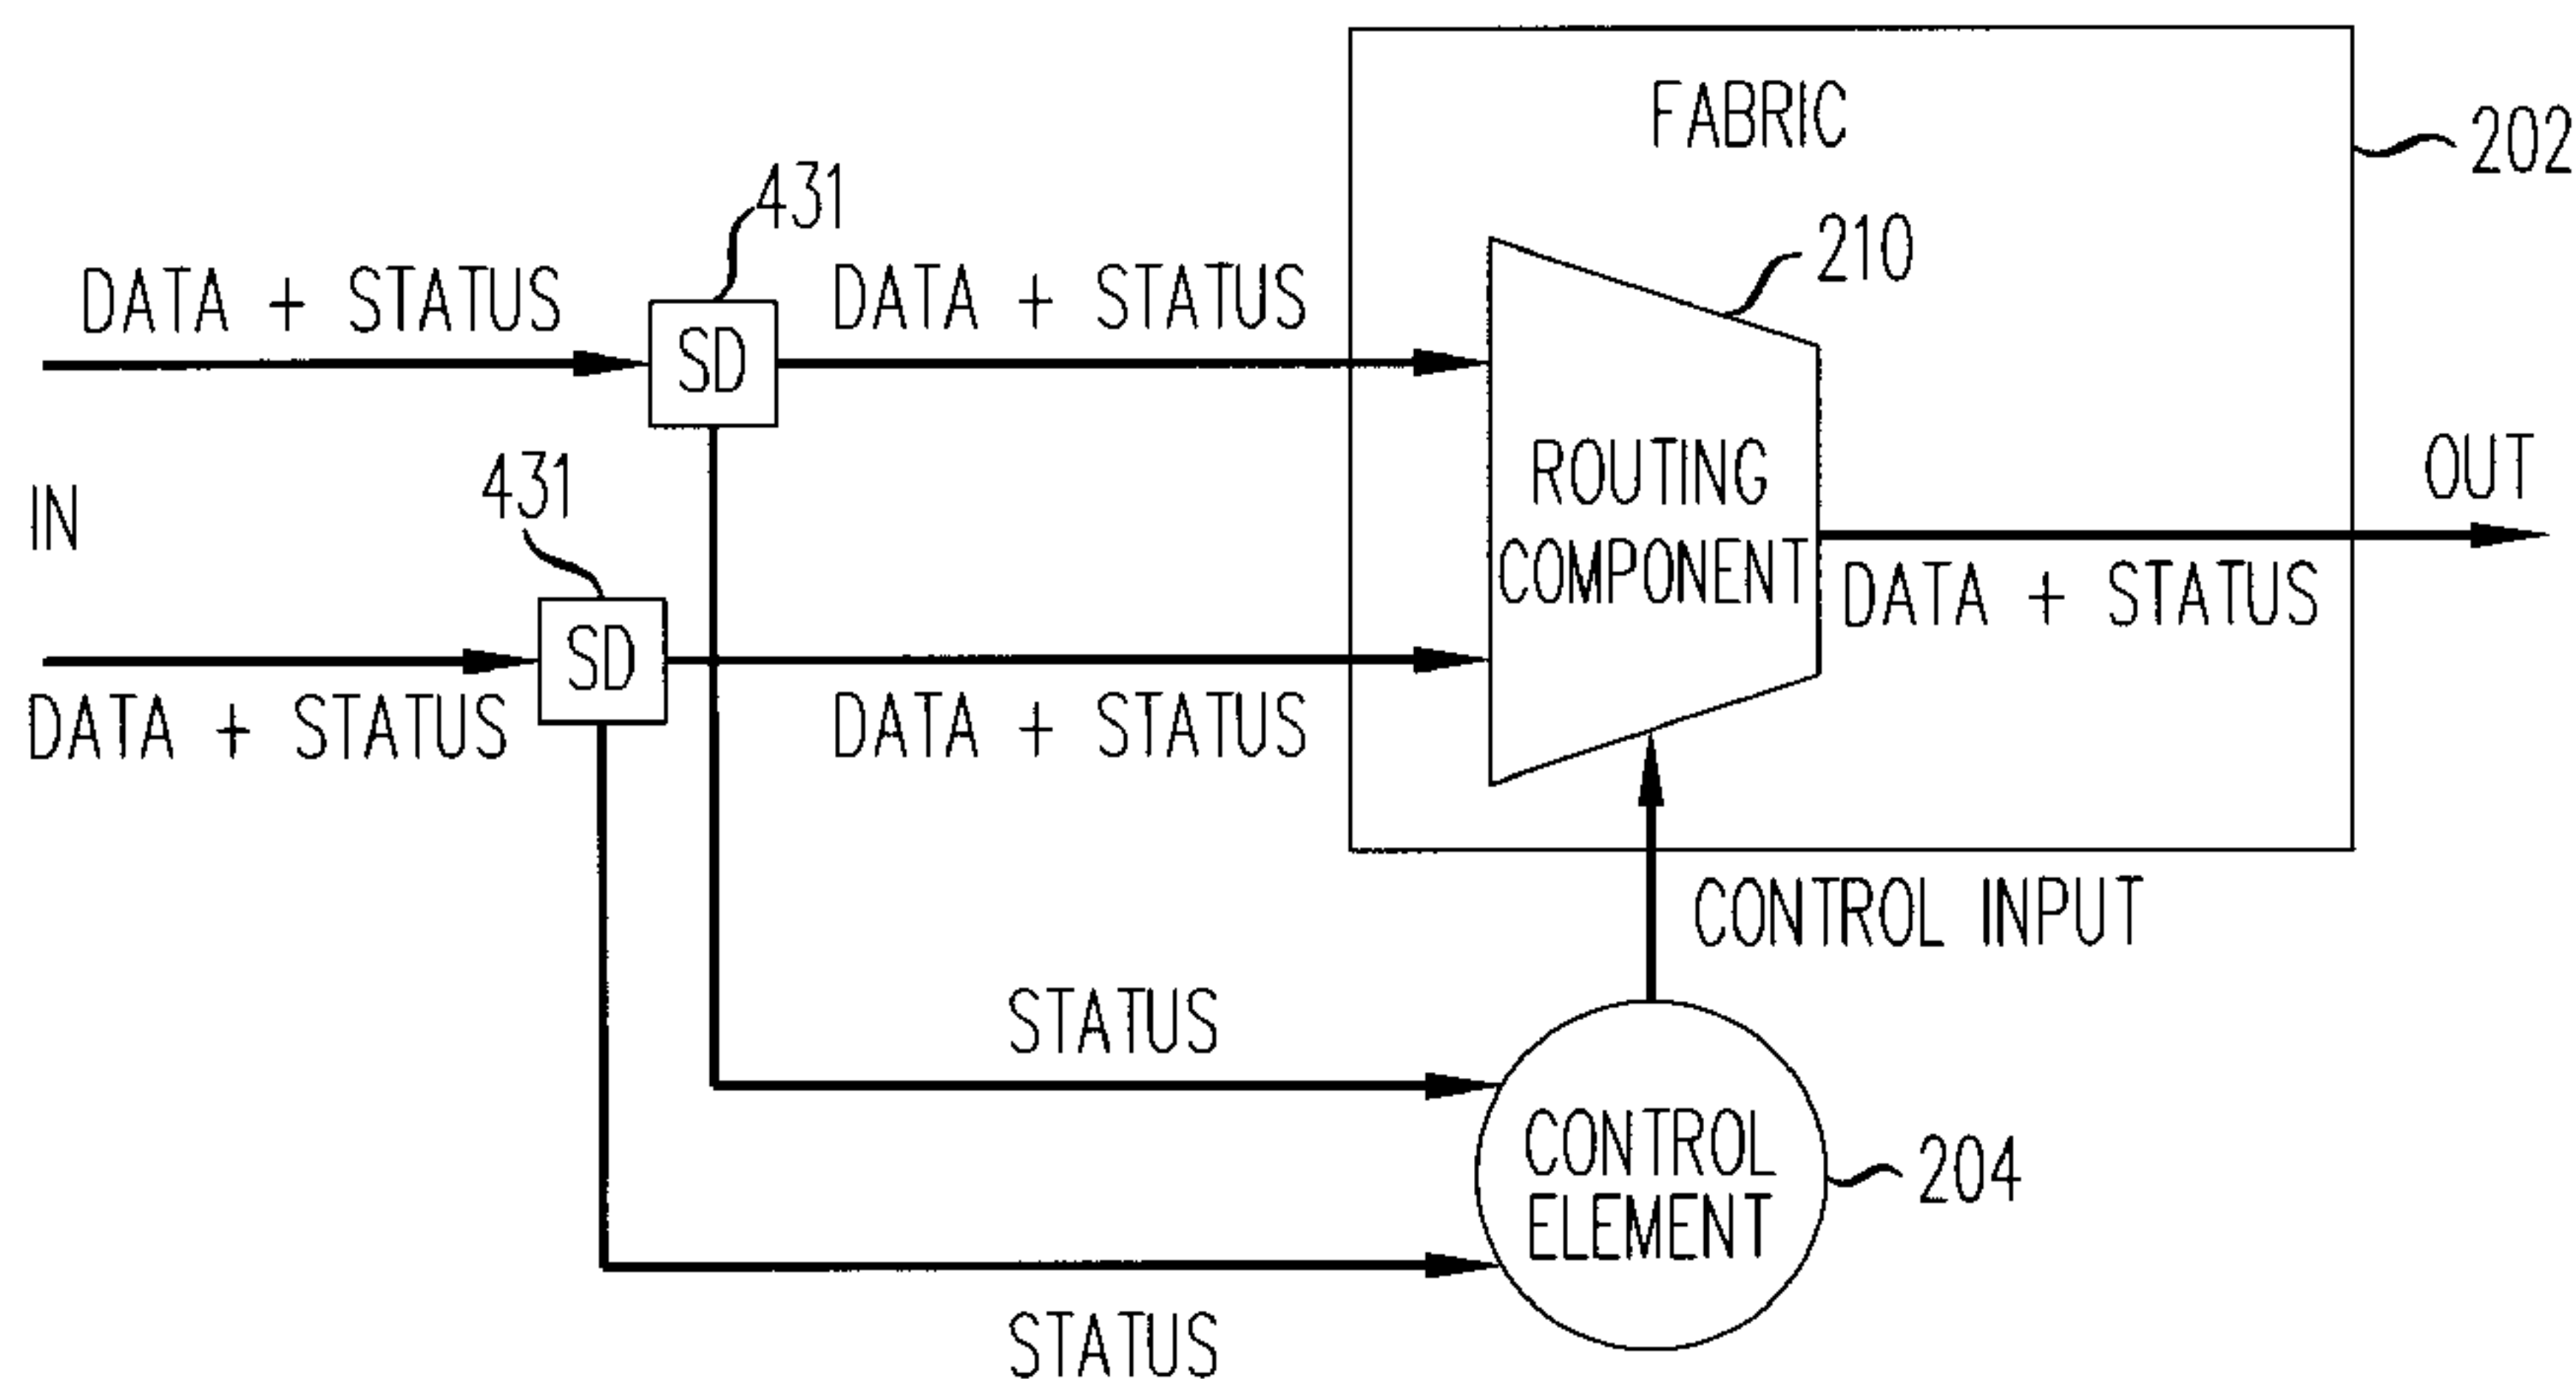 FABRIC
202
431
210
DATA + STATUS
DATA + STATUS
SD
431
IN
ROUTING
COMPONENT
OUT
DATA + STATUS
SD
DATA + STATUS
DATA + STATUS
CONTROL INPUT
STATUS
CONTROL
ELEMENT
204
STATUS